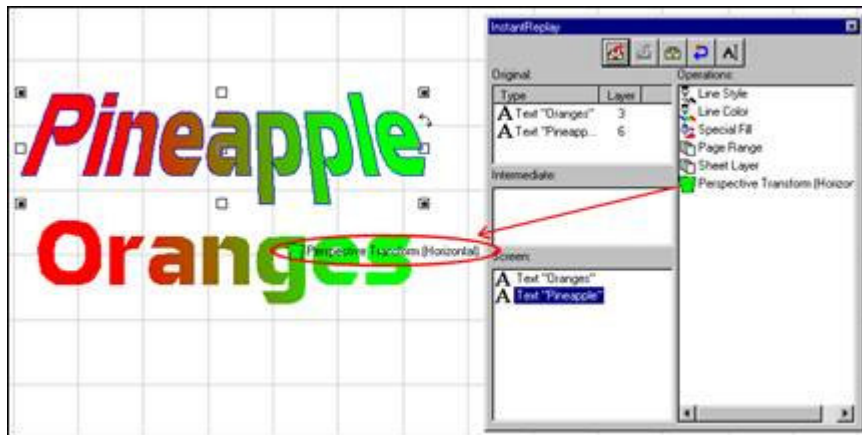 InstantReplay
Original:
Type Layer
Text "Oranges" 3
Text "Pineapp... 6
Intermediate:
Screen:
Text "Oranges"
Text "Pineapple"
Operations:
Line Style
Line Color
Special Fill
Page Range
Sheet Layer
Perspective Transform (Horizor
Pineapple
Oranges
Perspective Transform (Horizontal)